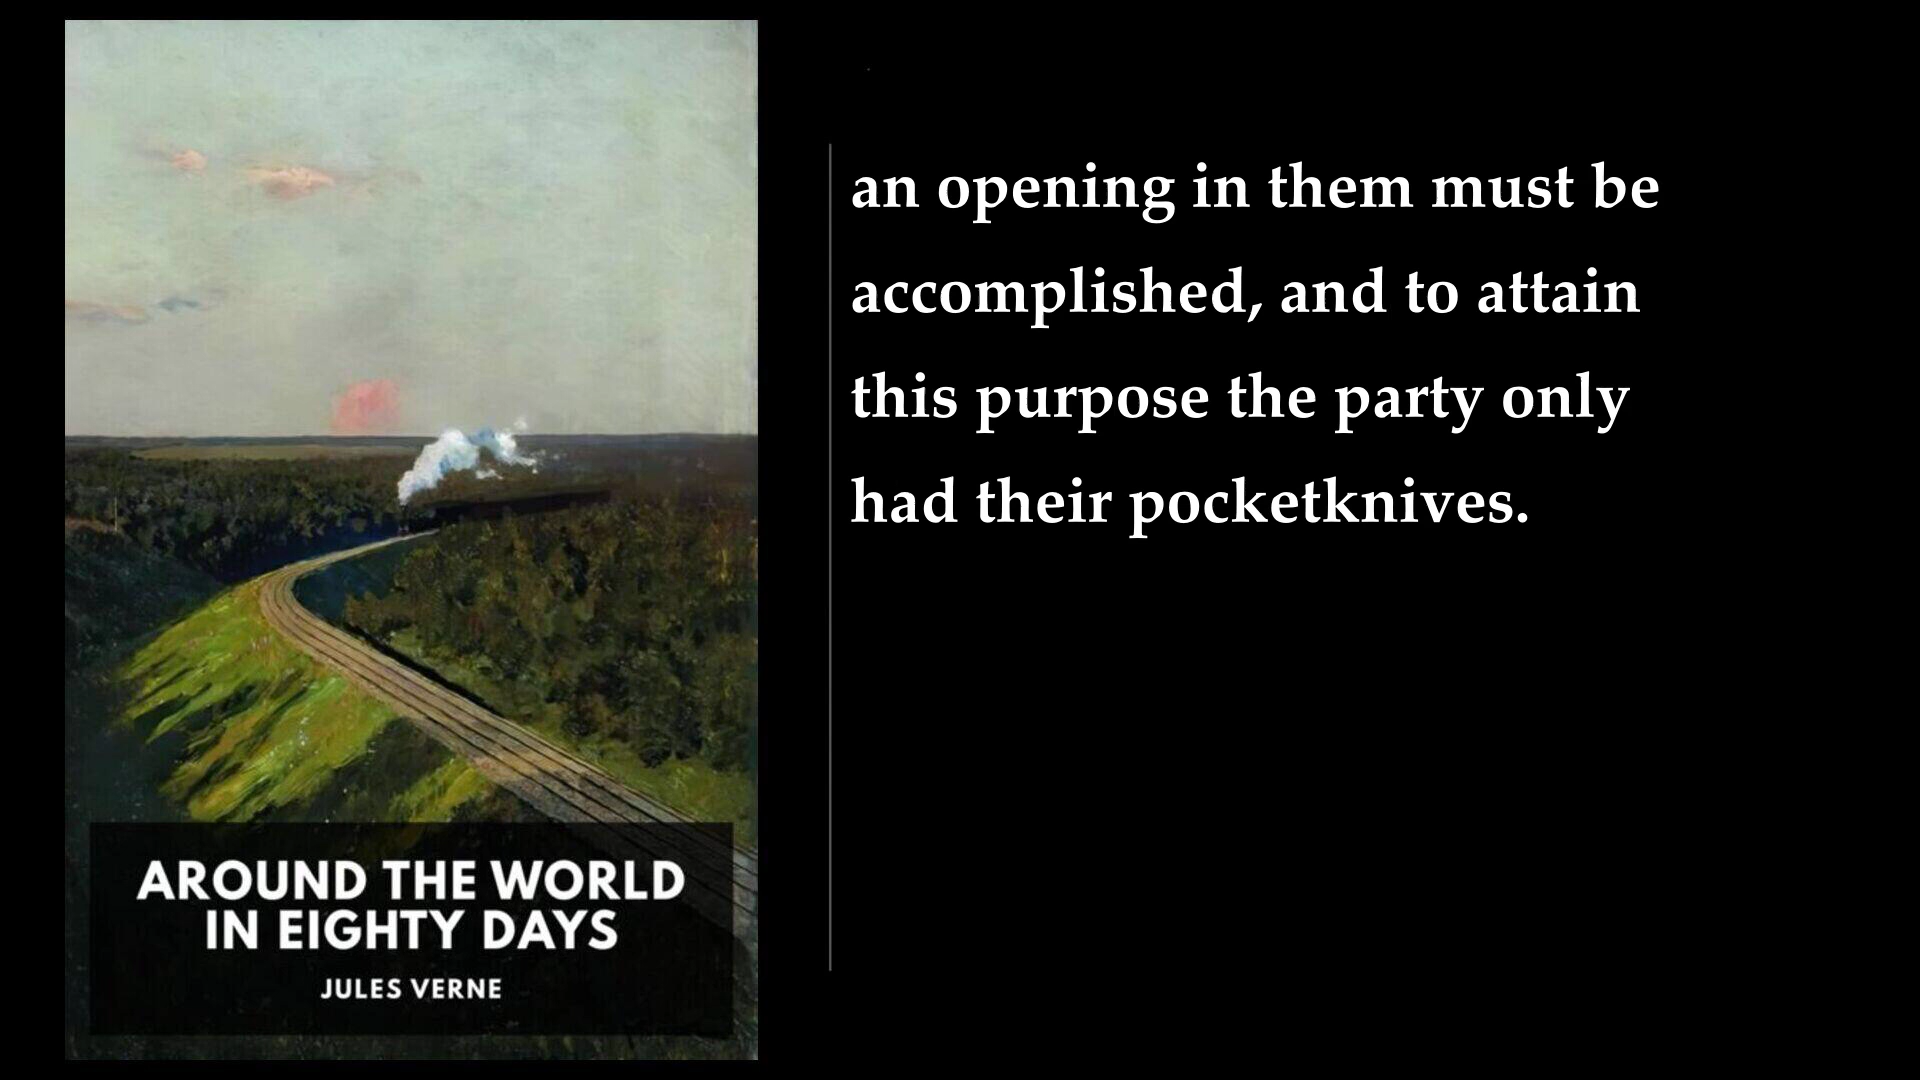 an opening in them must be
accomplished, and to attain
this purpose the party only
had their pocketknives.
AROUND THE WORLD
IN EIGHTY DAYS
JULES VERNE